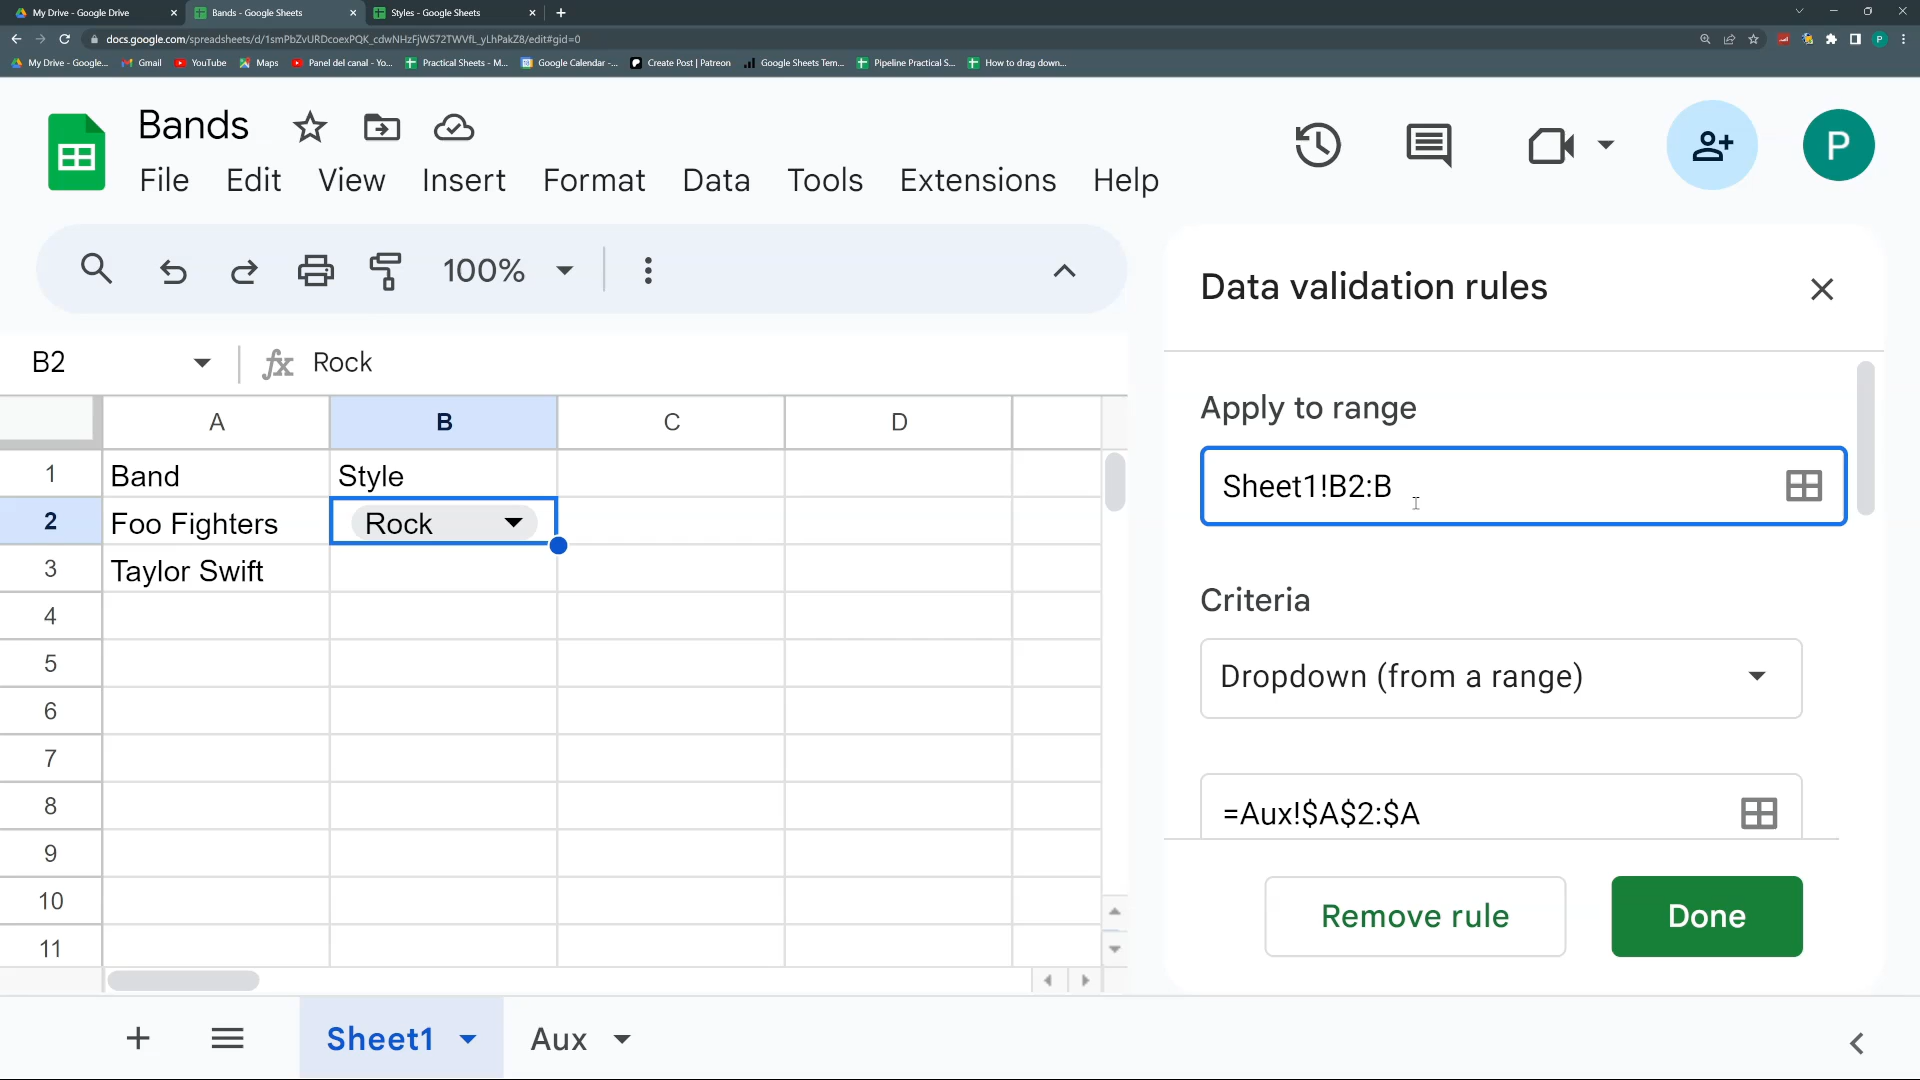 My Drive - Google Drive
Bands - Google Sheets
Styles - Google Sheets
docs.google.com/spreadsheets/d/1smPbZvURDcoexPQK_cdwNHzFjWS72TWVfL_yLhPakZ8/edit#gid=0
P
My Drive - Google...
Gmail
YouTube
Maps
Panel del canal - Yo...
Practical Sheets - M...
Google Calendar -...
Create Post | Patreon
Google Sheets Tem...
Pipeline Practical S...
How to drag down...
Bands
File Edit View Insert Format Data Tools Extensions Help
P
100%
B2
fx Rock
A B C D
1 Band Style
2 Foo Fighters Rock
3 Taylor Swift
4
5
6
7
8
9
10
11
Data validation rules
Apply to range
Sheet1!B2:B
Criteria
Dropdown (from a range)
=Aux!$A$2:$A
Remove rule
Done
Sheet1
Aux